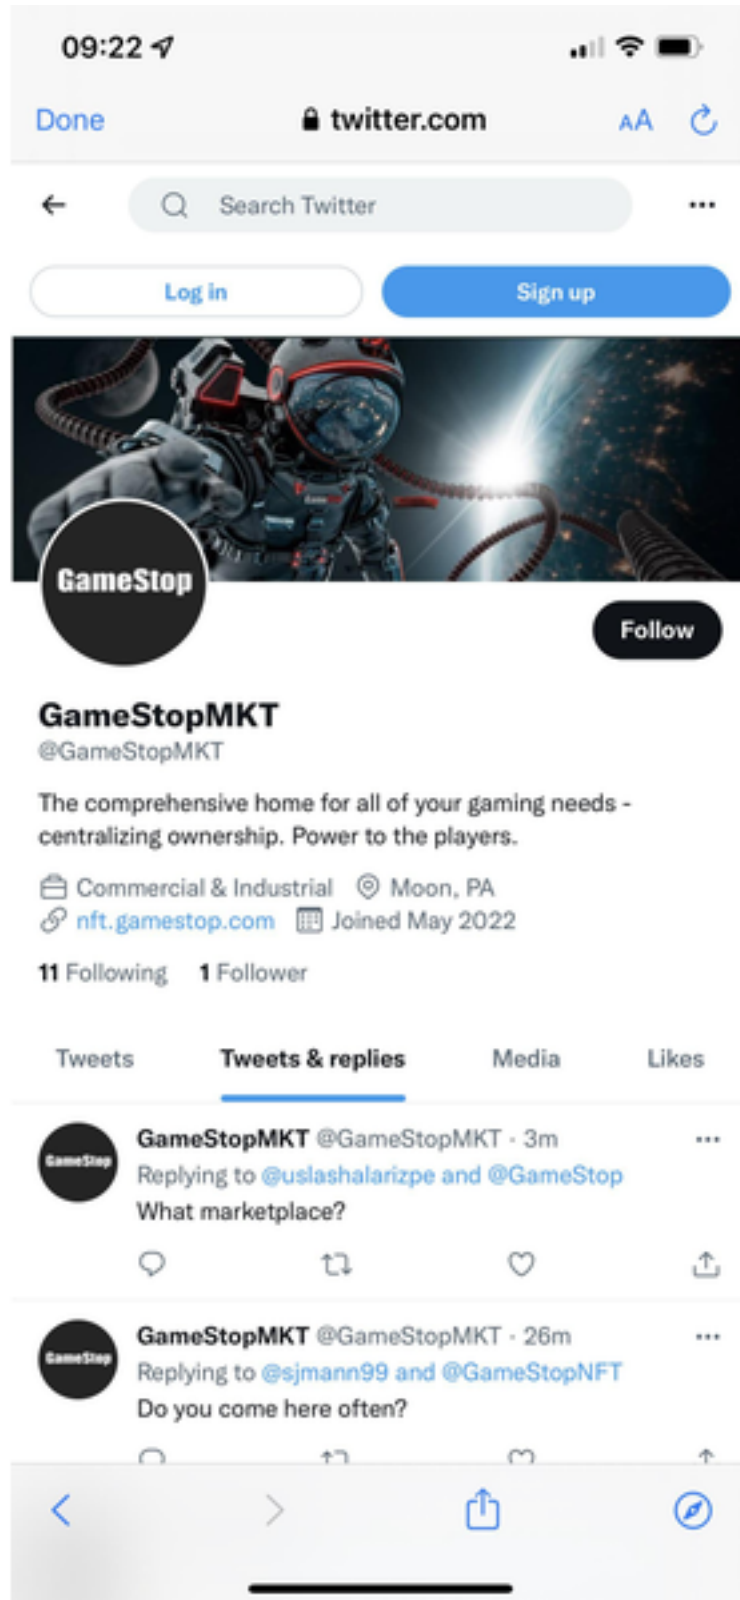 09:22
Done
twitter.com
AA
Search Twitter
Log in
Sign up
GameStop
Follow
GameStopMKT
@GameStopMKT
The comprehensive home for all of your gaming needs -
centralizing ownership. Power to the players.
Commercial & Industrial Moon, PA
nft.gamestop.com Joined May 2022
11 Following 1 Follower
Tweets Tweets & replies Media Likes
GameStop
GameStopMKT @GameStopMKT · 3m
Replying to @uslashalarizpe and @GameStop
What marketplace?
GameStop
GameStopMKT @GameStopMKT · 26m
Replying to @sjmann99 and @GameStopNFT
Do you come here often?